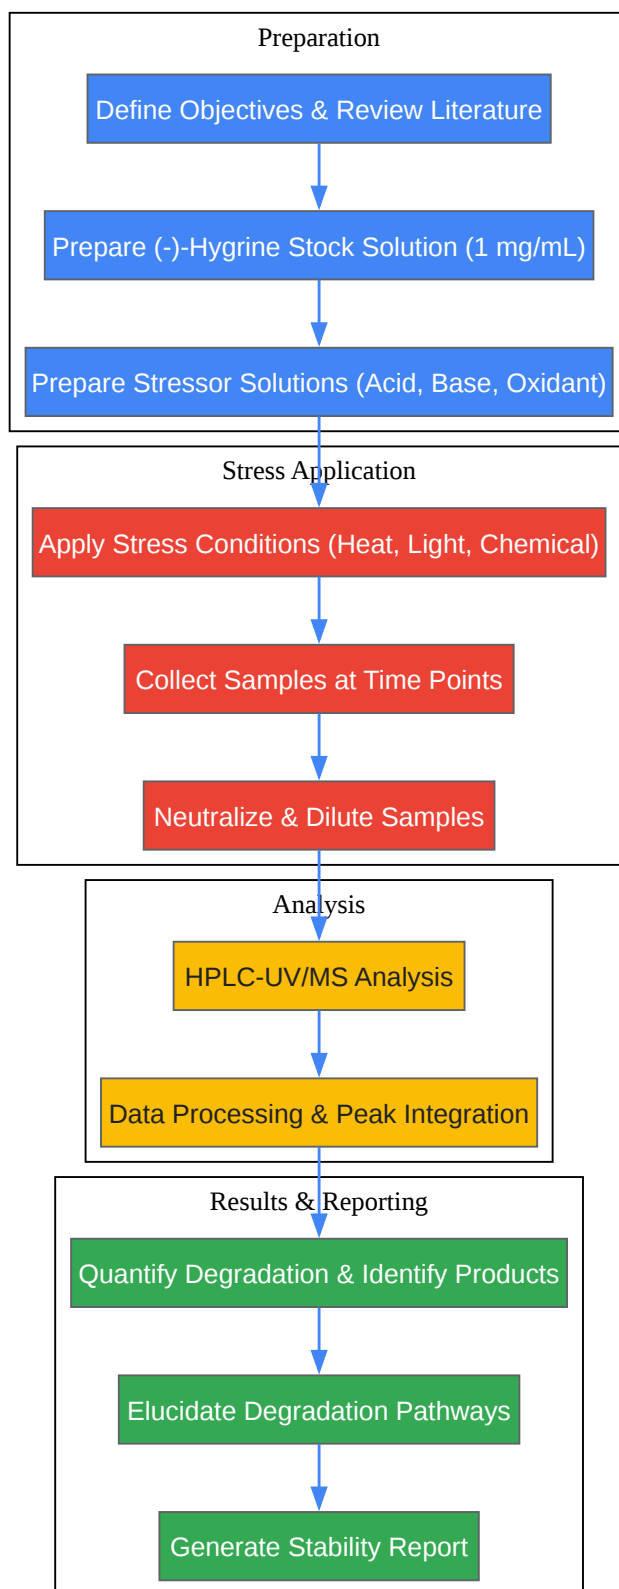 Preparation
Define Objectives & Review Literature
Prepare (-)-Hygrine Stock Solution (1 mg/mL)
Prepare Stressor Solutions (Acid, Base, Oxidant)
Stress Application
Apply Stress Conditions (Heat, Light, Chemical)
Collect Samples at Time Points
Neutralize & Dilute Samples
Analysis
HPLC-UV/MS Analysis
Data Processing & Peak Integration
Results & Reporting
Quantify Degradation & Identify Products
Elucidate Degradation Pathways
Generate Stability Report